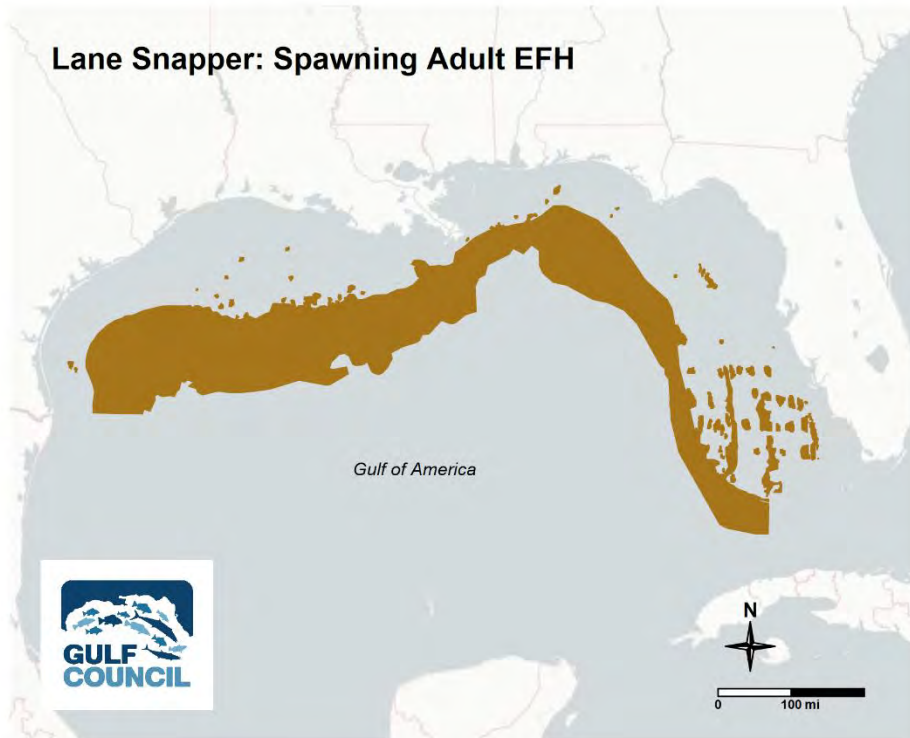 Lane Snapper: Spawning Adult EFH
Gulf of America
GULF
COUNCIL
N
0 100 mi